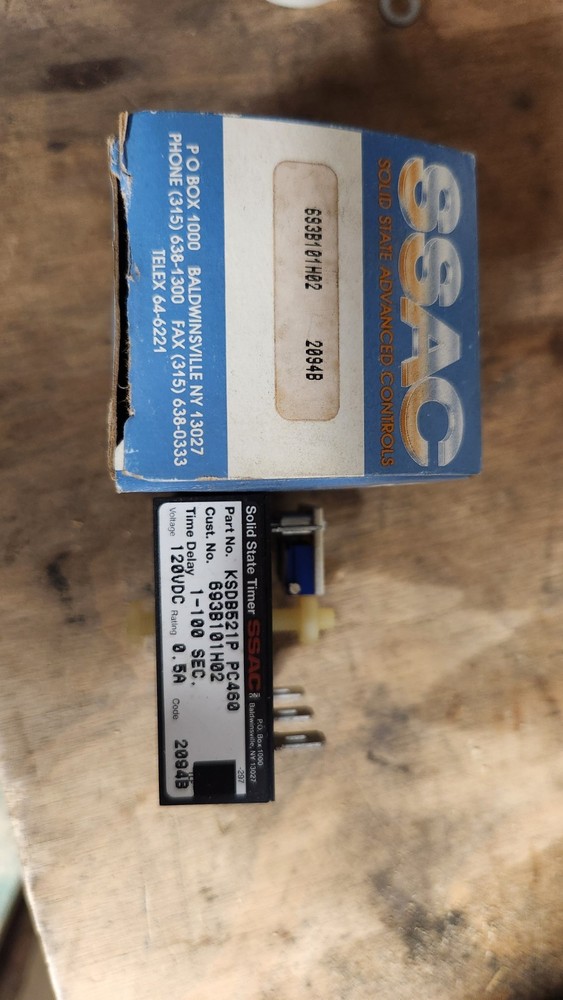 SSAC
SOLID STATE ADVANCED CONTROLS
693B101H02 2094B
P O BOX 1000 BALDWINSVILLE NY 13027
PHONE (315) 638-1300 FAX (315) 638-0333
TELEX 64-6221
Solid State Timer SSAC® P.O. Box 1000
Baldwinsville, NY 13027
Part No. KSDB521P PC460
Cust. No. 693B101H02
Time Delay 1-100 SEC.
Voltage 120VDC Rating 0.5A Code 2094B